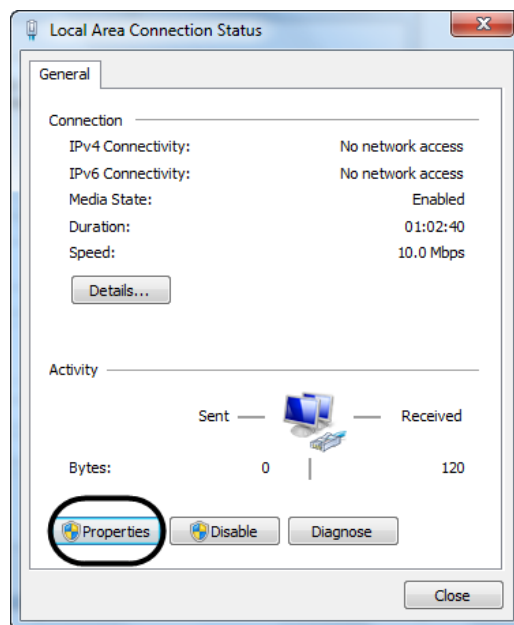 Local Area Connection Status
General
Connection
IPv4 Connectivity: No network access
IPv6 Connectivity: No network access
Media State: Enabled
Duration: 01:02:40
Speed: 10.0 Mbps
Details...
Activity
Sent Received
Bytes: 0 120
Properties Disable Diagnose
Close